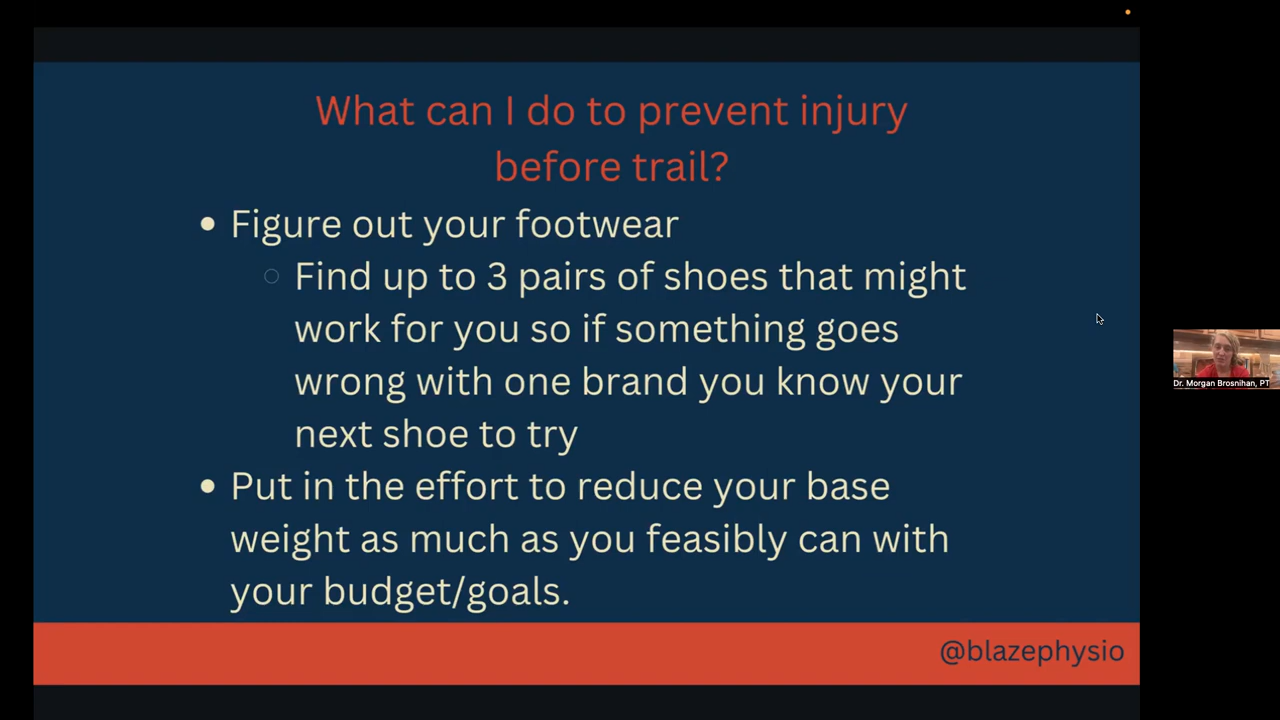 What can I do to prevent injury
before trail?
Figure out your footwear
Find up to 3 pairs of shoes that might
work for you so if something goes
wrong with one brand you know your
next shoe to try
Put in the effort to reduce your base
weight as much as you feasibly can with
your budget/goals.
@blazephysio
Dr. Morgan Brosnihan, PT